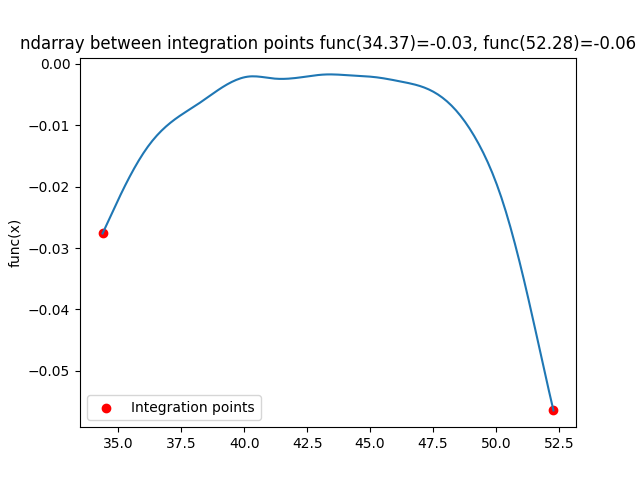 ndarray between integration points func(34.37)=-0.03, func(52.28)=-0.06
0.00
−0.01
−0.02
−0.03
−0.04
−0.05
func(x)
Integration points
35.0 37.5 40.0 42.5 45.0 47.5 50.0 52.5